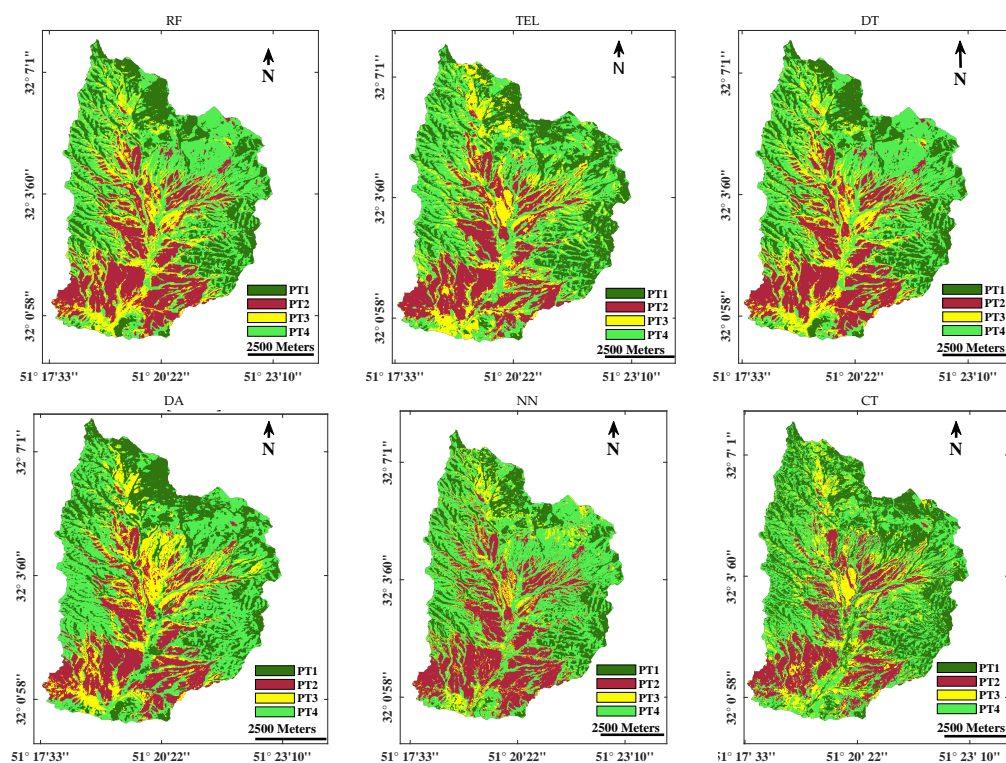 RF
TEL
DT
N
N
N
32° 7'1''
32° 3'60''
32° 0'58''
PT1
PT2
PT3
PT4
2500 Meters
51° 17'33''
51° 20'22''
51° 23'10''
32° 7'1''
32° 3'60''
32° 0'58''
PT1
PT2
PT3
PT4
2500 Meters
51° 17'33''
51° 20'22''
51° 23'10''
32° 7'1''
32° 3'60''
32° 0'58''
PT1
PT2
PT3
PT4
2500 Meters
51° 17'33''
51° 20'22''
51° 23'10''
DA
NN
CT
N
N
N
32° 7'1''
32° 3'60''
32° 0'58''
PT1
PT2
PT3
PT4
2500 Meters
51° 17'33''
51° 20'22''
51° 23'10''
32° 7'1''
32° 3'60''
32° 0'58''
PT1
PT2
PT3
PT4
2500 Meters
51° 17'33''
51° 20'22''
51° 23'10''
32° 7'1''
32° 3'60''
32° 0'58''
PT1
PT2
PT3
PT4
2500 Meters
51° 17'33''
51° 20'22''
51° 23'10''